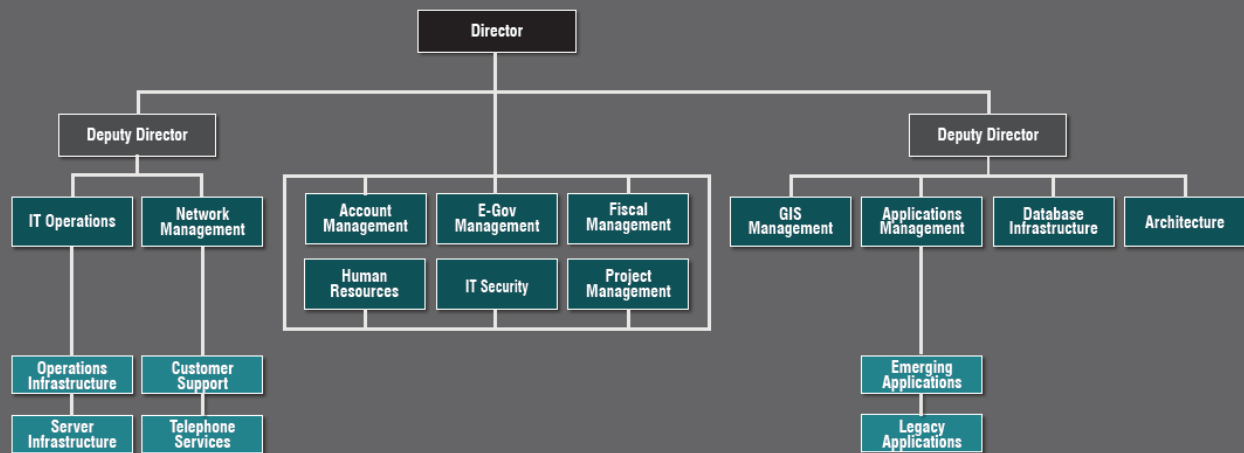 Director
Deputy Director
Deputy Director
IT Operations
Network
Management
Account
Management
E-Gov
Management
Fiscal
Management
GIS
Management
Applications
Management
Database
Infrastructure
Architecture
Human
Resources
IT Security
Project
Management
Operations
Infrastructure
Customer
Support
Emerging
Applications
Server
Infrastructure
Telephone
Services
Legacy
Applications